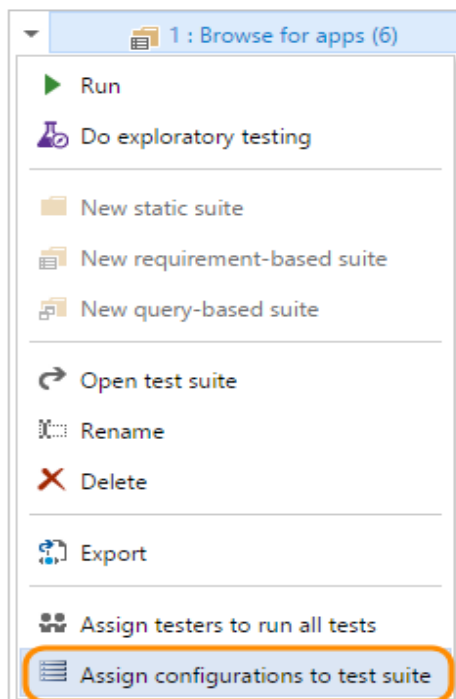 1 : Browse for apps (6)
Run
Do exploratory testing
New static suite
New requirement-based suite
New query-based suite
Open test suite
Rename
Delete
Export
Assign testers to run all tests
Assign configurations to test suite